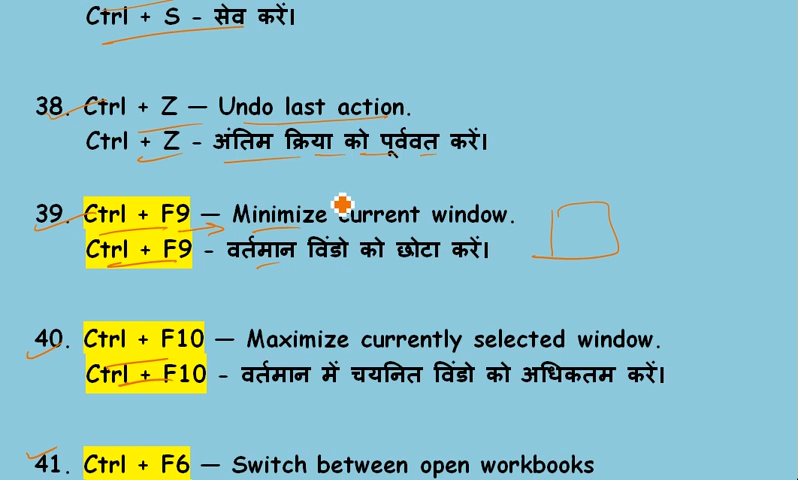 Ctrl + S - सेव करें।
38. Ctrl + Z — Undo last action.
Ctrl + Z - अंतिम क्रिया को पूर्ववत करें।
39. Ctrl + F9 — Minimize current window.
Ctrl + F9 - वर्तमान विंडो को छोटा करें।
40. Ctrl + F10 — Maximize currently selected window.
Ctrl + F10 - वर्तमान में चयनित विंडो को अधिकतम करें।
41. Ctrl + F6 — Switch between open workbooks